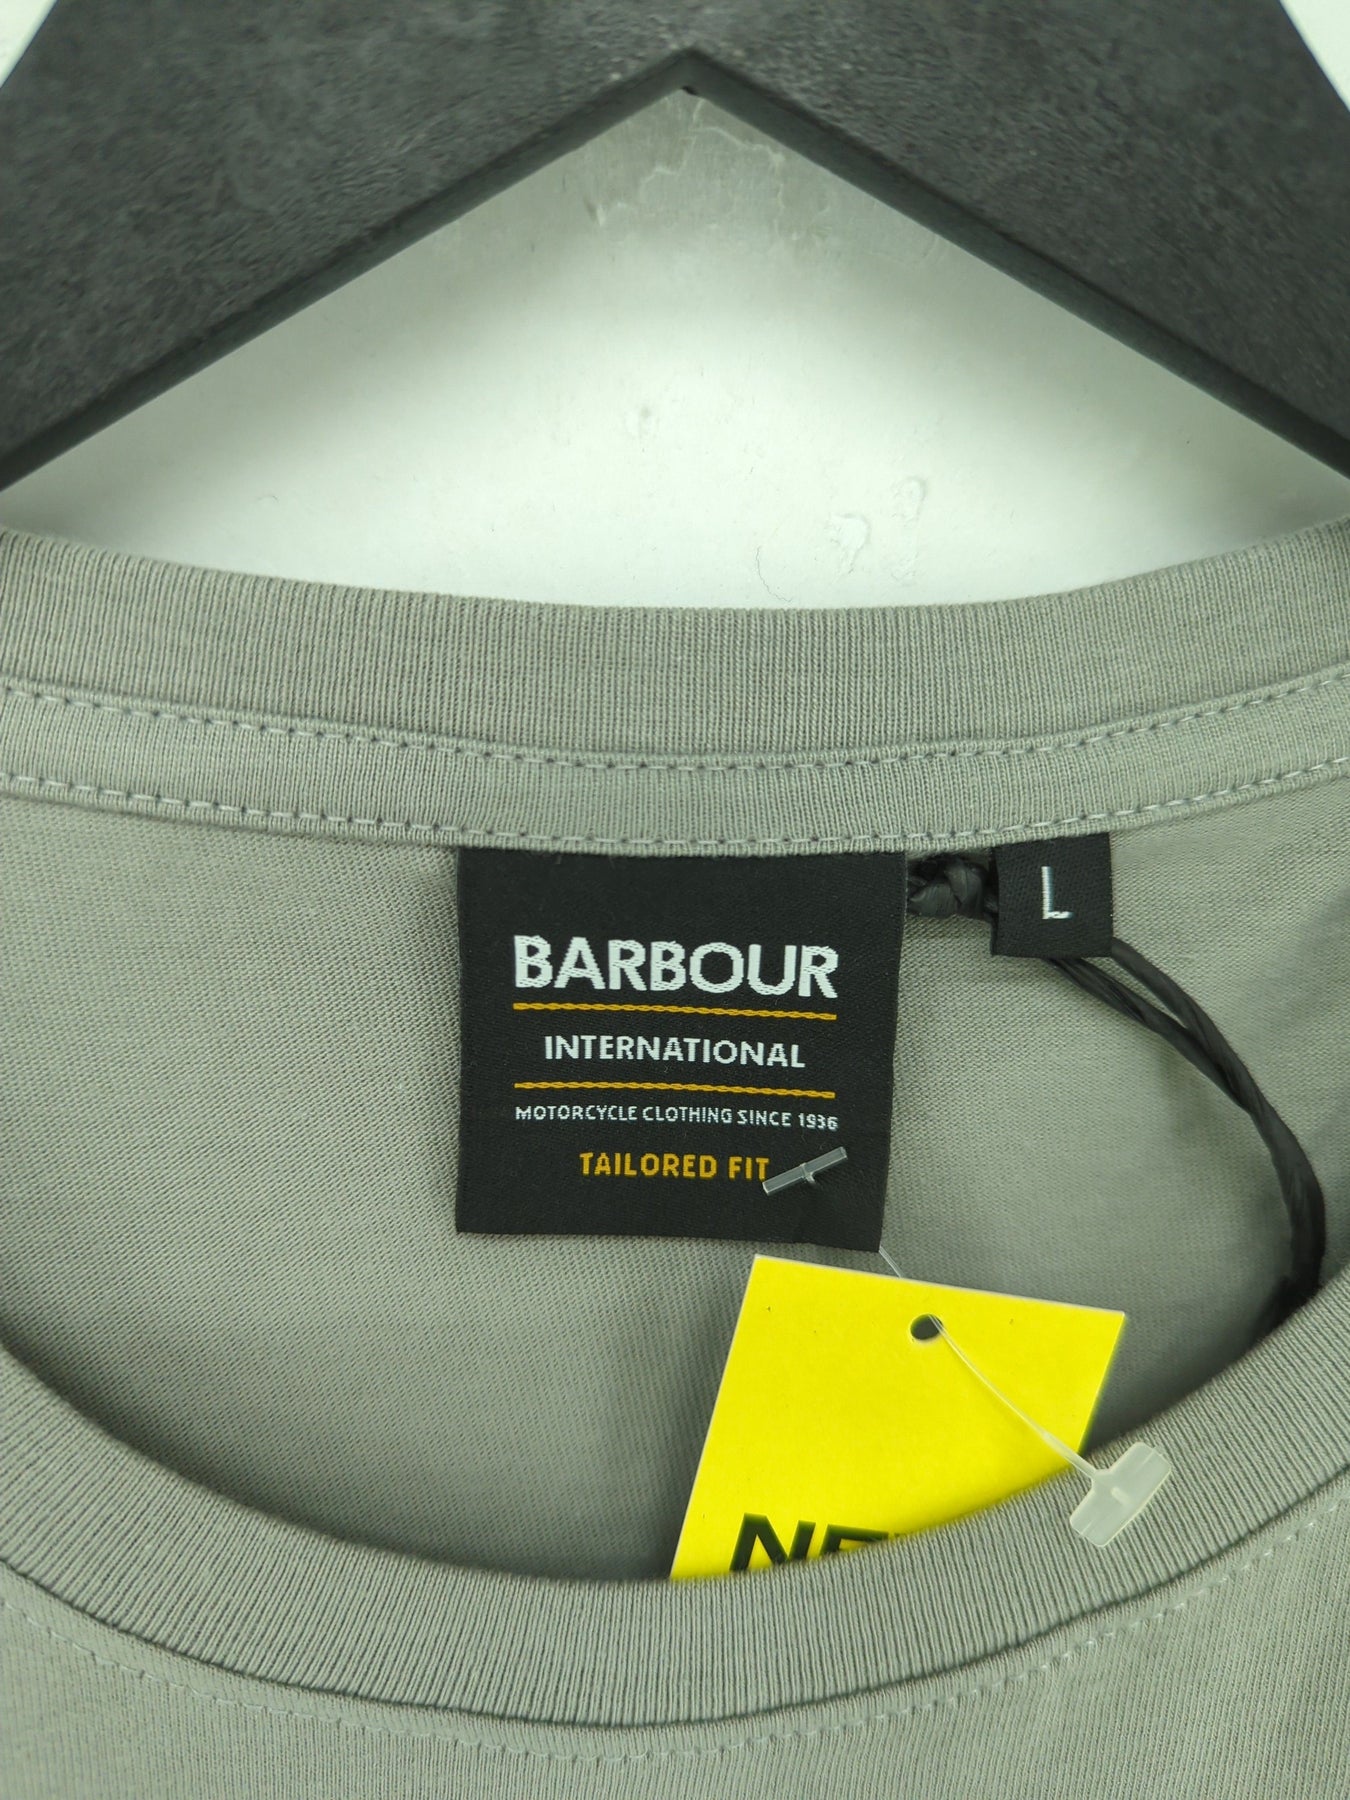 BARBOUR
INTERNATIONAL
MOTORCYCLE CLOTHING SINCE 1936
TAILORED FIT
L